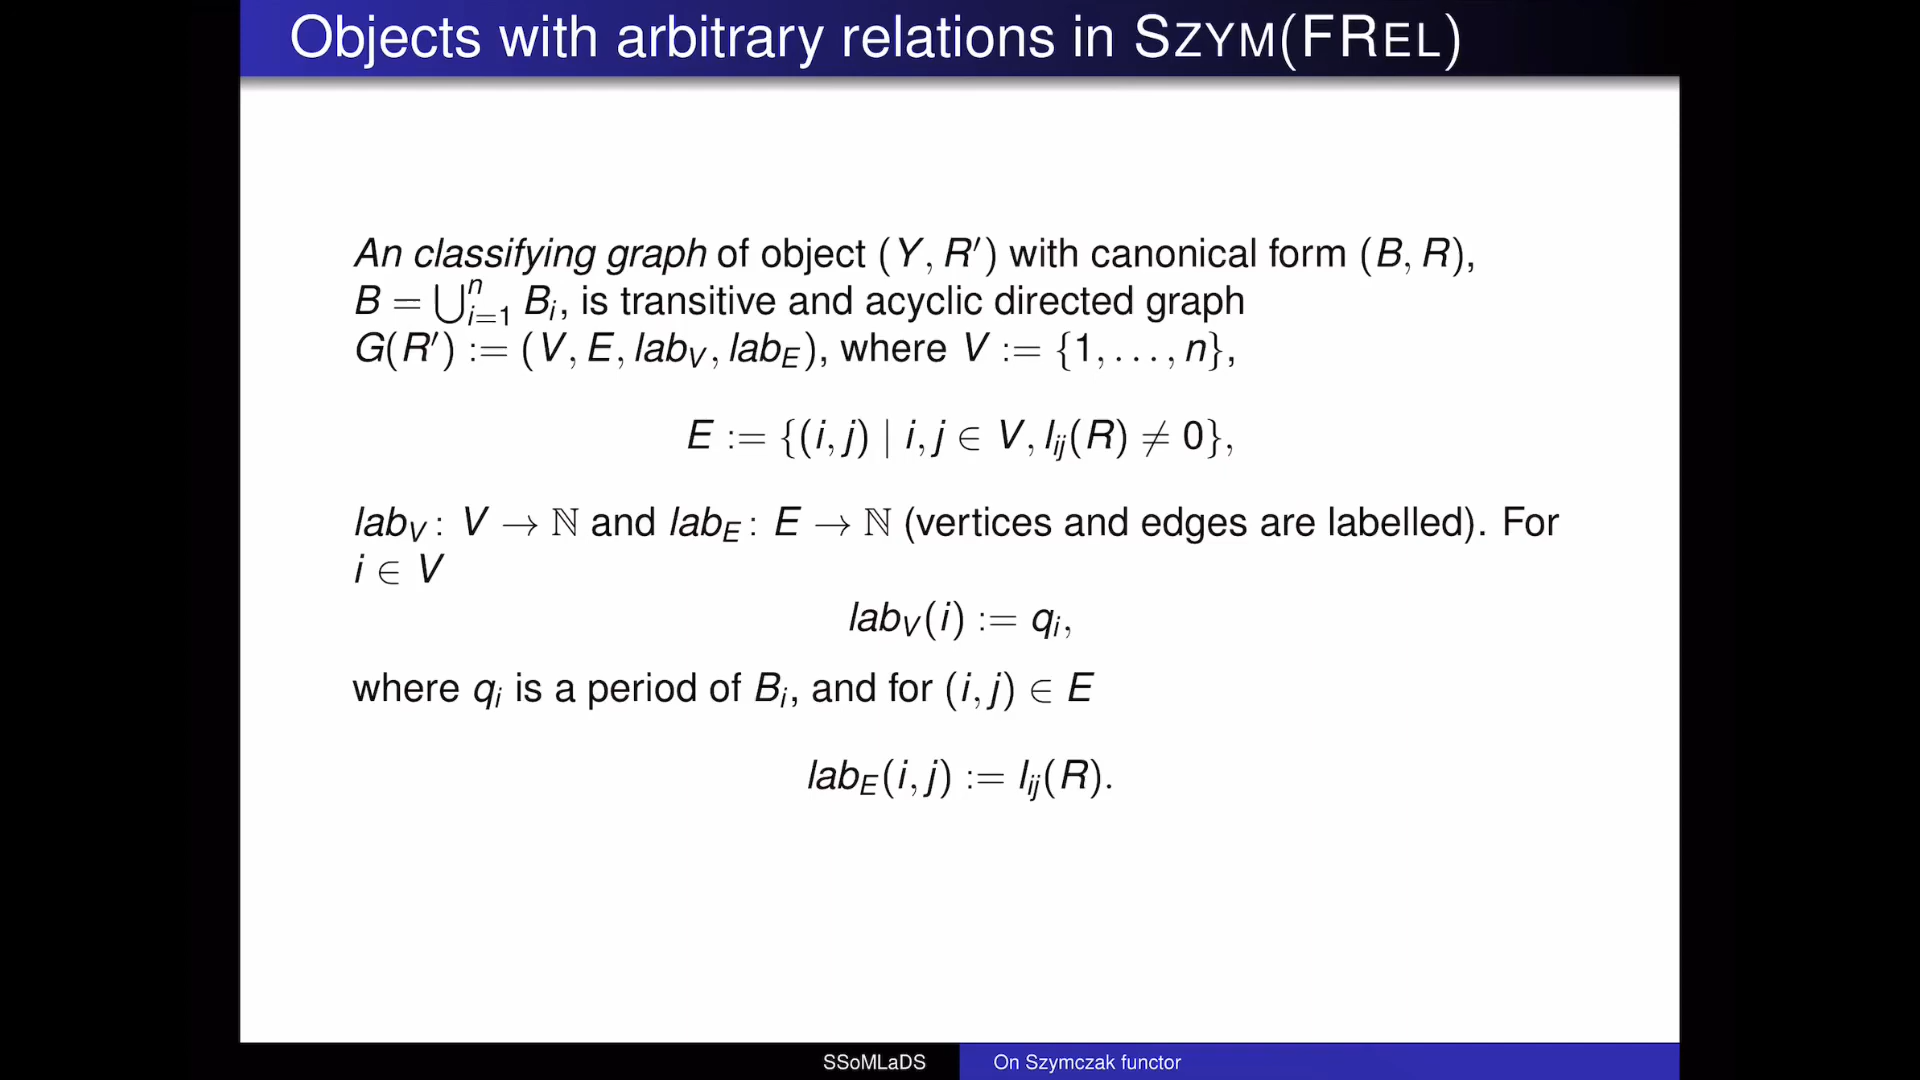 Objects with arbitrary relations in SZYM(FREL)
An classifying graph of object (Y, R′) with canonical form (B, R),
B = ⋃ⁿᵢ₌₁ Bᵢ, is transitive and acyclic directed graph
G(R′) := (V, E, lab_V, lab_E), where V := {1, . . . , n},
E := {(i, j) | i, j ∈ V, I_ij(R) ≠ 0},
lab_V : V → ℕ and lab_E : E → ℕ (vertices and edges are labelled). For
i ∈ V
lab_V(i) := qᵢ,
where qᵢ is a period of Bᵢ, and for (i, j) ∈ E
lab_E(i, j) := I_ij(R).
SSoMLaDS On Szymczak functor